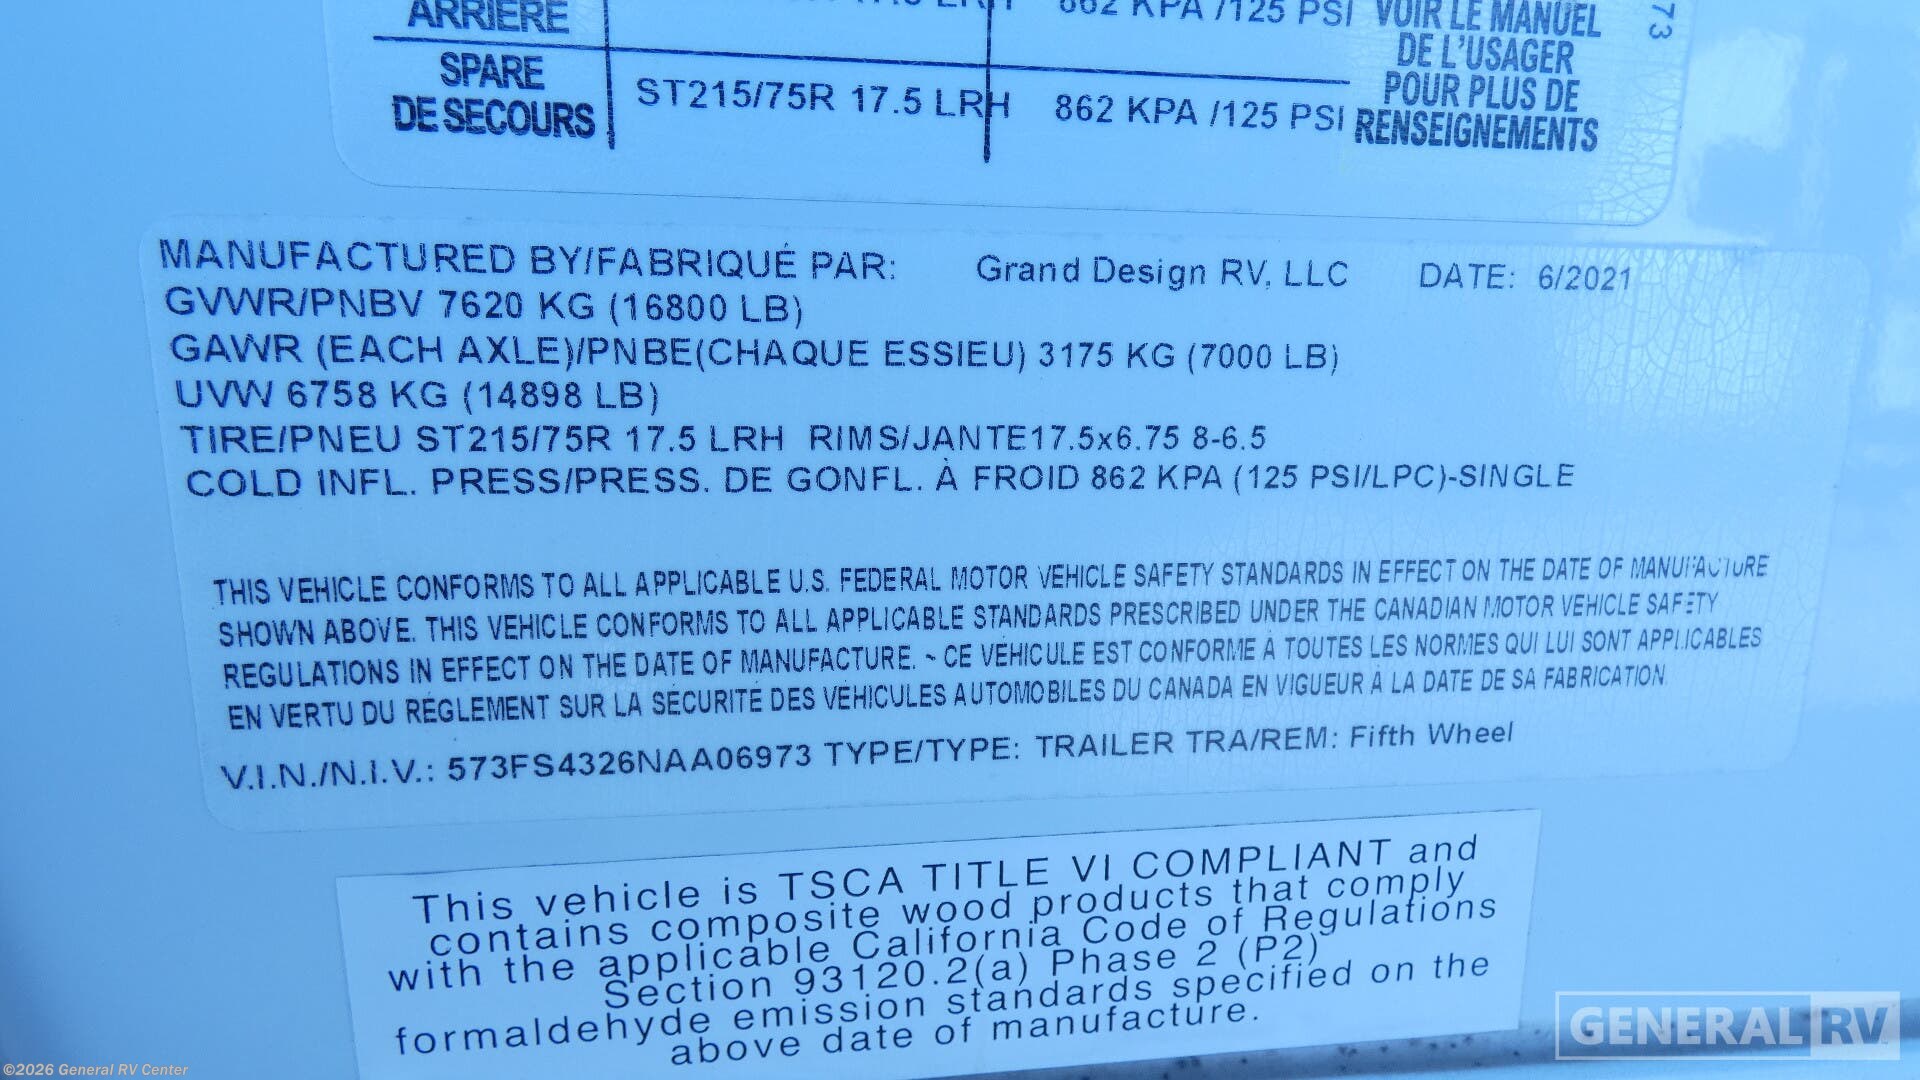 ARRIÈRE 862 KPA /125 PSI VOIR LE MANUEL 73
DE L'USAGER
SPARE ST215/75R 17.5 LRH 862 KPA /125 PSI POUR PLUS DE
DE SECOURS RENSEIGNEMENTS
MANUFACTURED BY/FABRIQUÉ PAR: Grand Design RV, LLC DATE: 6/2021
GVWR/PNBV 7620 KG (16800 LB)
GAWR (EACH AXLE)/PNBE(CHAQUE ESSIEU) 3175 KG (7000 LB)
UVW 6758 KG (14898 LB)
TIRE/PNEU ST215/75R 17.5 LRH RIMS/JANTE17.5x6.75 8-6.5
COLD INFL. PRESS/PRESS. DE GONFL. À FROID 862 KPA (125 PSI/LPC)-SINGLE
THIS VEHICLE CONFORMS TO ALL APPLICABLE U.S. FEDERAL MOTOR VEHICLE SAFETY STANDARDS IN EFFECT ON THE DATE OF MANUFACTURE
SHOWN ABOVE. THIS VEHICLE CONFORMS TO ALL APPLICABLE STANDARDS PRESCRIBED UNDER THE CANADIAN MOTOR VEHICLE SAFETY
REGULATIONS IN EFFECT ON THE DATE OF MANUFACTURE. ~ CE VÉHICULE EST CONFORME À TOUTES LES NORMES QUI LUI SONT APPLICABLES
EN VERTU DU RÉGLEMENT SUR LA SÉCURITÉ DES VÉHICULES AUTOMOBILES DU CANADA EN VIGUEUR À LA DATE DE SA FABRICATION.
V.I.N./N.I.V.: 573FS4326NAA06973 TYPE/TYPE: TRAILER TRA/REM: Fifth Wheel
This vehicle is TSCA TITLE VI COMPLIANT and
contains composite wood products that comply
with the applicable California Code of Regulations
Section 93120.2(a) Phase 2 (P2)
formaldehyde emission standards specified on the
above date of manufacture.
GENERAL RV
©2026 General RV Center